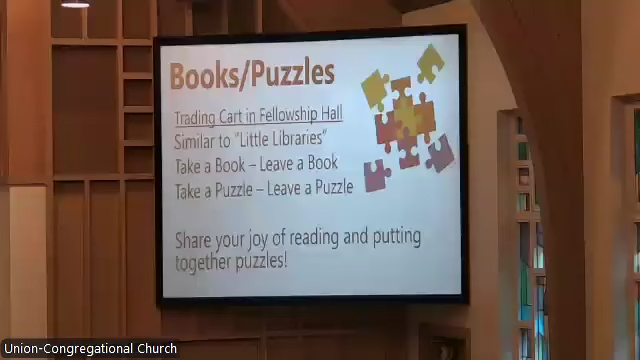 Books/Puzzles
Trading Cart in Fellowship Hall
Similar to "Little Libraries"
Take a Book – Leave a Book
Take a Puzzle – Leave a Puzzle
Share your joy of reading and putting
together puzzles!
Union-Congregational Church